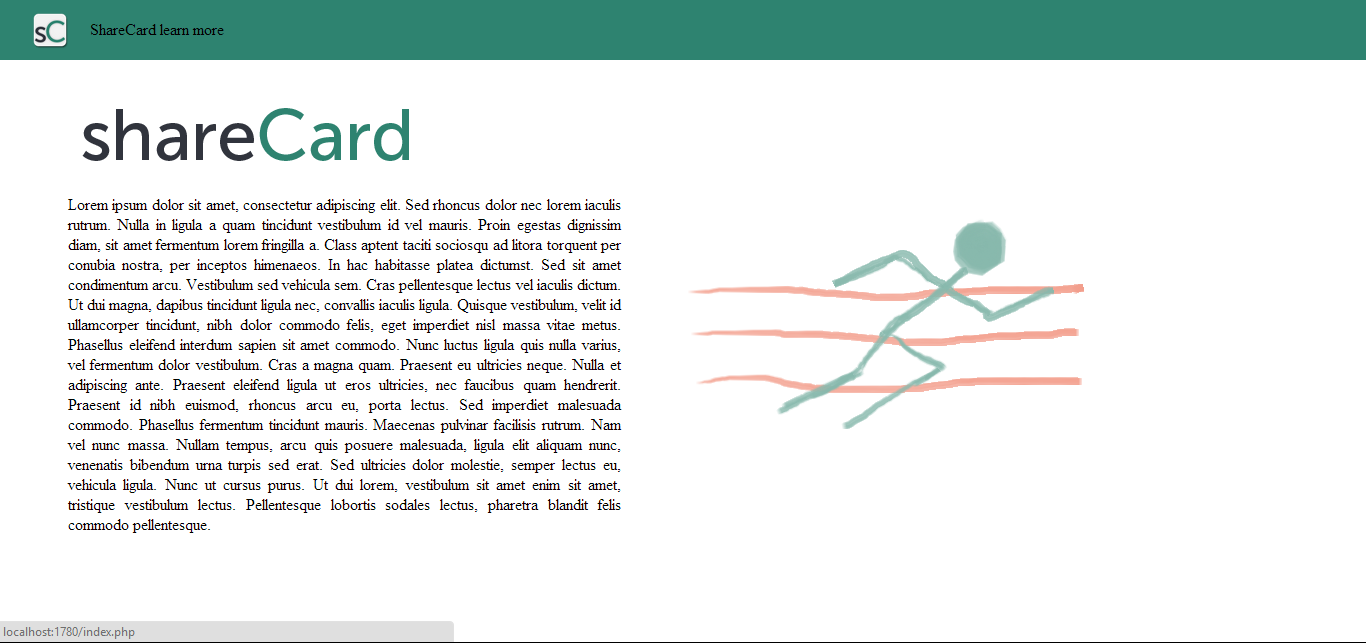 sC
ShareCard learn more
shareCard
Lorem ipsum dolor sit amet, consectetur adipiscing elit. Sed rhoncus dolor nec lorem iaculis
rutrum. Nulla in ligula a quam tincidunt vestibulum id vel mauris. Proin egestas dignissim
diam, sit amet fermentum lorem fringilla a. Class aptent taciti sociosqu ad litora torquent per
conubia nostra, per inceptos himenaeos. In hac habitasse platea dictumst. Sed sit amet
condimentum arcu. Vestibulum sed vehicula sem. Cras pellentesque lectus vel iaculis dictum.
Ut dui magna, dapibus tincidunt ligula nec, convallis iaculis ligula. Quisque vestibulum, velit id
ullamcorper tincidunt, nibh dolor commodo felis, eget imperdiet nisl massa vitae metus.
Phasellus eleifend interdum sapien sit amet commodo. Nunc luctus ligula quis nulla varius,
vel fermentum dolor vestibulum. Cras a magna quam. Praesent eu ultricies neque. Nulla et
adipiscing ante. Praesent eleifend ligula ut eros ultricies, nec faucibus quam hendrerit.
Praesent id nibh euismod, rhoncus arcu eu, porta lectus. Sed imperdiet malesuada
commodo. Phasellus fermentum tincidunt mauris. Maecenas pulvinar facilisis rutrum. Nam
vel nunc massa. Nullam tempus, arcu quis posuere malesuada, ligula elit aliquam nunc,
venenatis bibendum urna turpis sed erat. Sed ultricies dolor molestie, semper lectus eu,
vehicula ligula. Nunc ut cursus purus. Ut dui lorem, vestibulum sit amet enim sit amet,
tristique vestibulum lectus. Pellentesque lobortis sodales lectus, pharetra blandit felis
commodo pellentesque.
localhost:1780/index.php